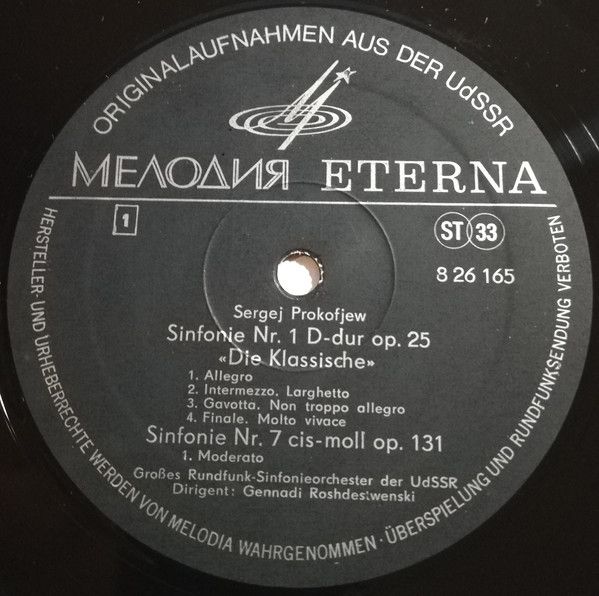 ORIGINALAUFNAHMEN AUS DER UdSSR
МЕЛОДИЯ ETERNA
1
ST 33
8 26 165
Sergej Prokofjew
Sinfonie Nr. 1 D-dur op. 25
«Die Klassische»
1. Allegro
2. Intermezzo. Larghetto
3. Gavotta. Non troppo allegro
4. Finale. Molto vivace
Sinfonie Nr. 7 cis-moll op. 131
1. Moderato
Großes Rundfunk-Sinfonieorchester der UdSSR
Dirigent: Gennadi Roshdestwenski
HERSTELLER- UND URHEBERRECHTE WERDEN VON MELODIA WAHRGENOMMEN · ÜBERSPIELUNG UND RUNDFUNKSENDUNG VERBOTEN